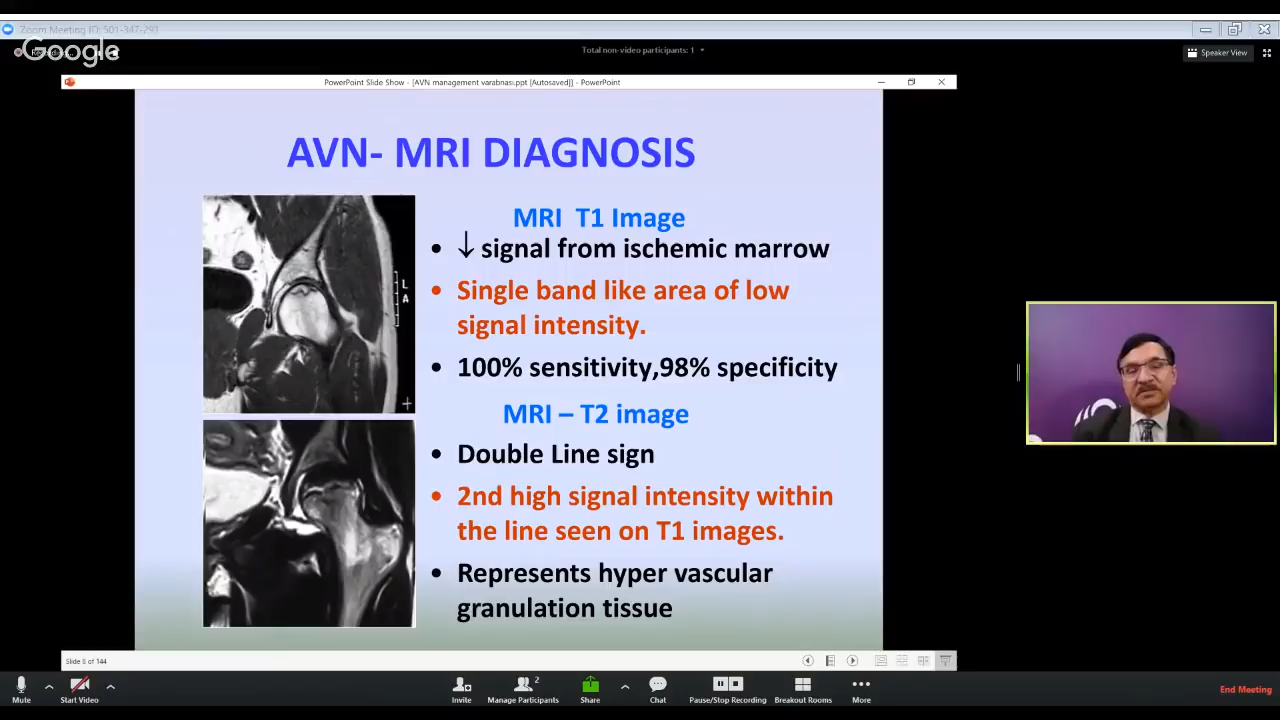 Zoom Meeting ID: 501-347-291
Google
Total non-video participants: 1
Speaker View
PowerPoint Slide Show - [AVN management varabnasi.ppt [Autosaved]] - PowerPoint
AVN- MRI DIAGNOSIS
MRI T1 Image
• ↓ signal from ischemic marrow
• Single band like area of low
signal intensity.
• 100% sensitivity,98% specificity
MRI – T2 image
• Double Line sign
• 2nd high signal intensity within
the line seen on T1 images.
• Represents hyper vascular
granulation tissue
L
A
Slide 8 of 144
Mute
Start Video
Invite
2
Manage Participants
Share
Chat
Pause/Stop Recording
Breakout Rooms
More
End Meeting